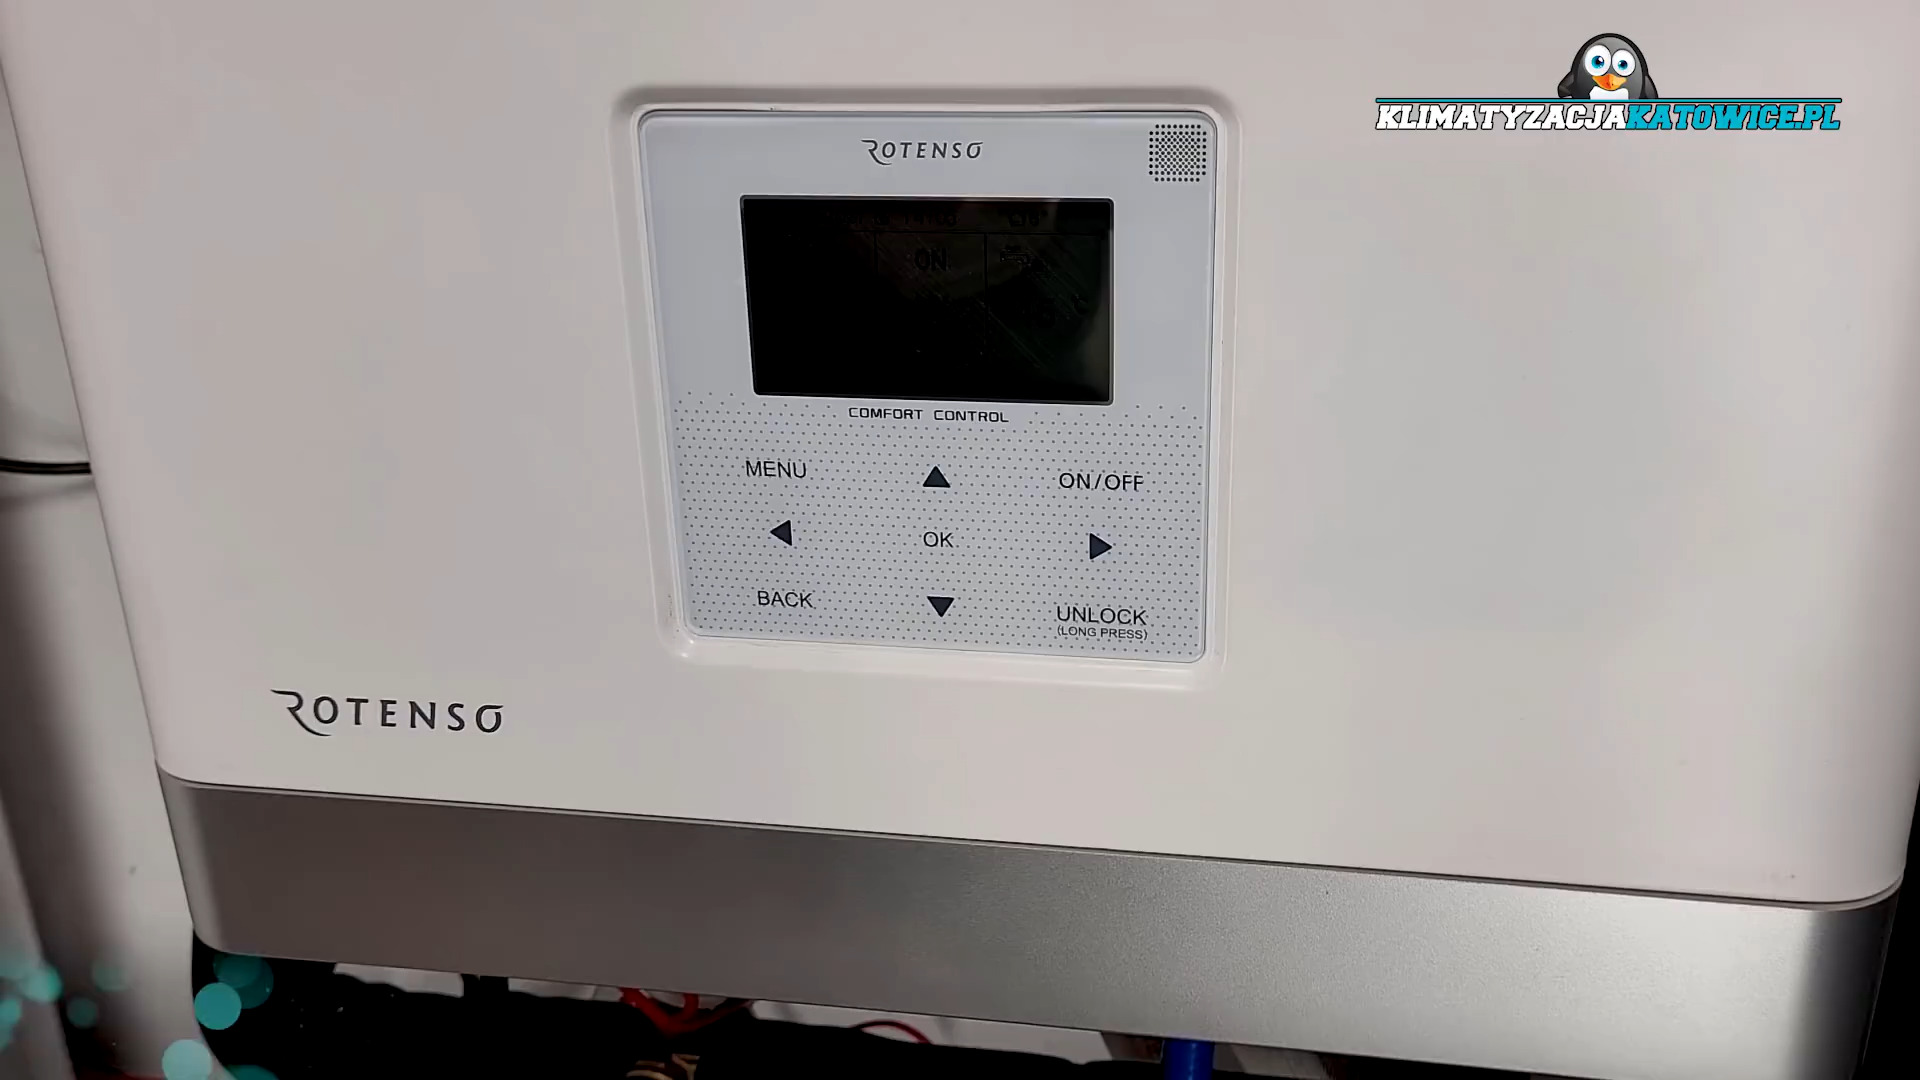 KLIMATYZACJAKATOWICE.PL
ROTENSO
ON
COMFORT CONTROL
MENU
ON/OFF
OK
BACK
UNLOCK
(LONG PRESS)
ROTENSO